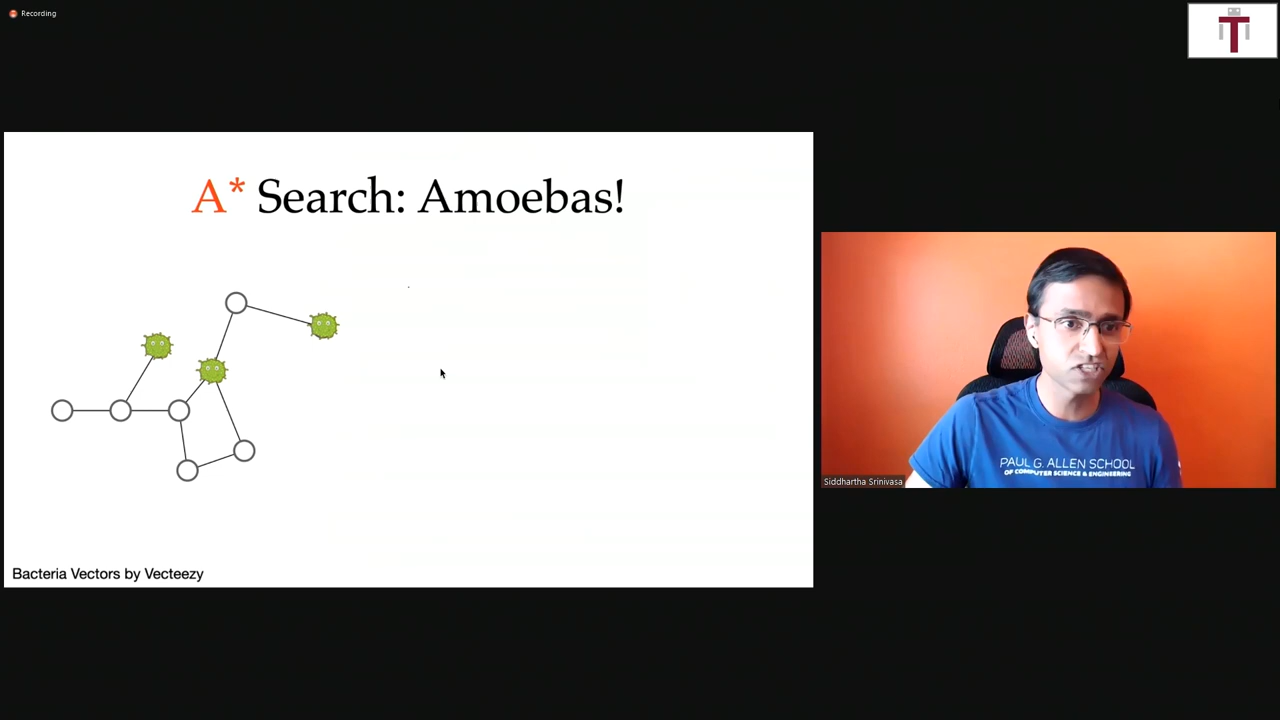 Recording
A* Search: Amoebas!
PAUL G. ALLEN SCHOOL
OF COMPUTER SCIENCE & ENGINEERING
Siddhartha Srinivasa
Bacteria Vectors by Vecteezy